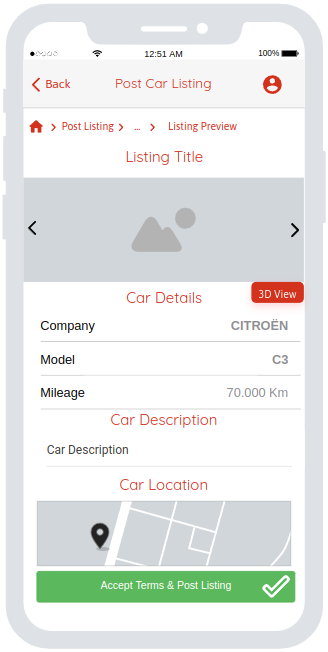 12:51 AM 100%
Back Post Car Listing
Post Listing ... Listing Preview
Listing Title
3D View
Car Details
Company CITROËN
Model C3
Mileage 70.000 Km
Car Description
Car Description
Car Location
Accept Terms & Post Listing